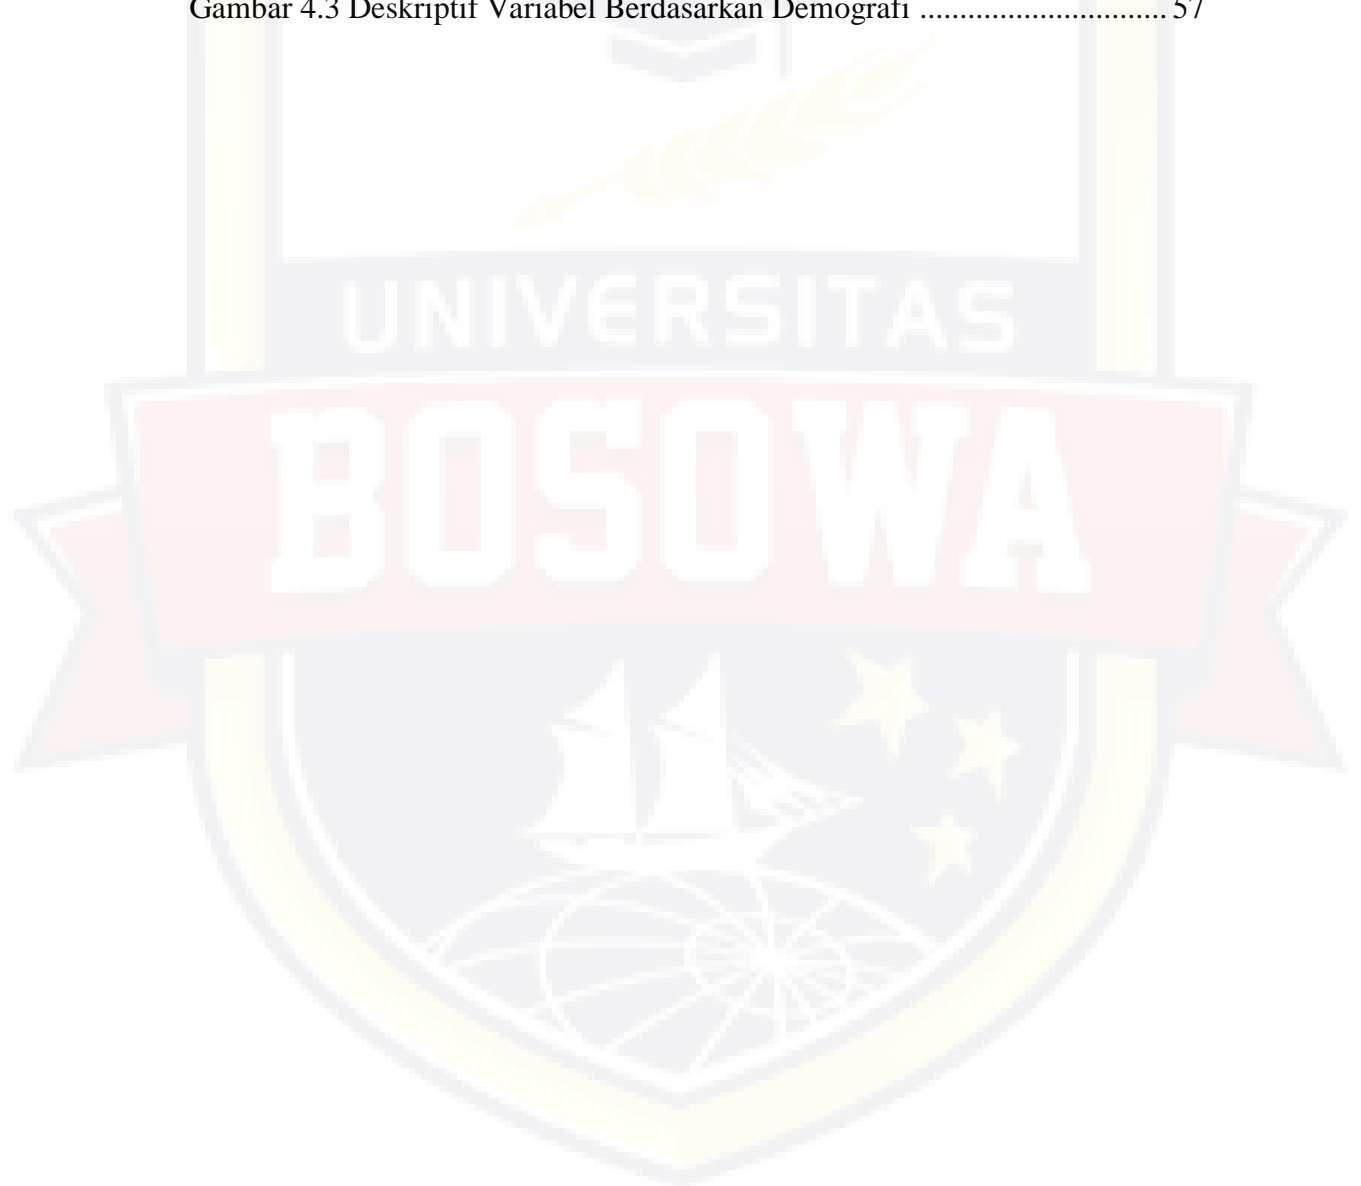 Gambar 4.3 Deskriptif Variabel Berdasarkan Demografi ............................... 57
UNIVERSITAS
BOSOWA